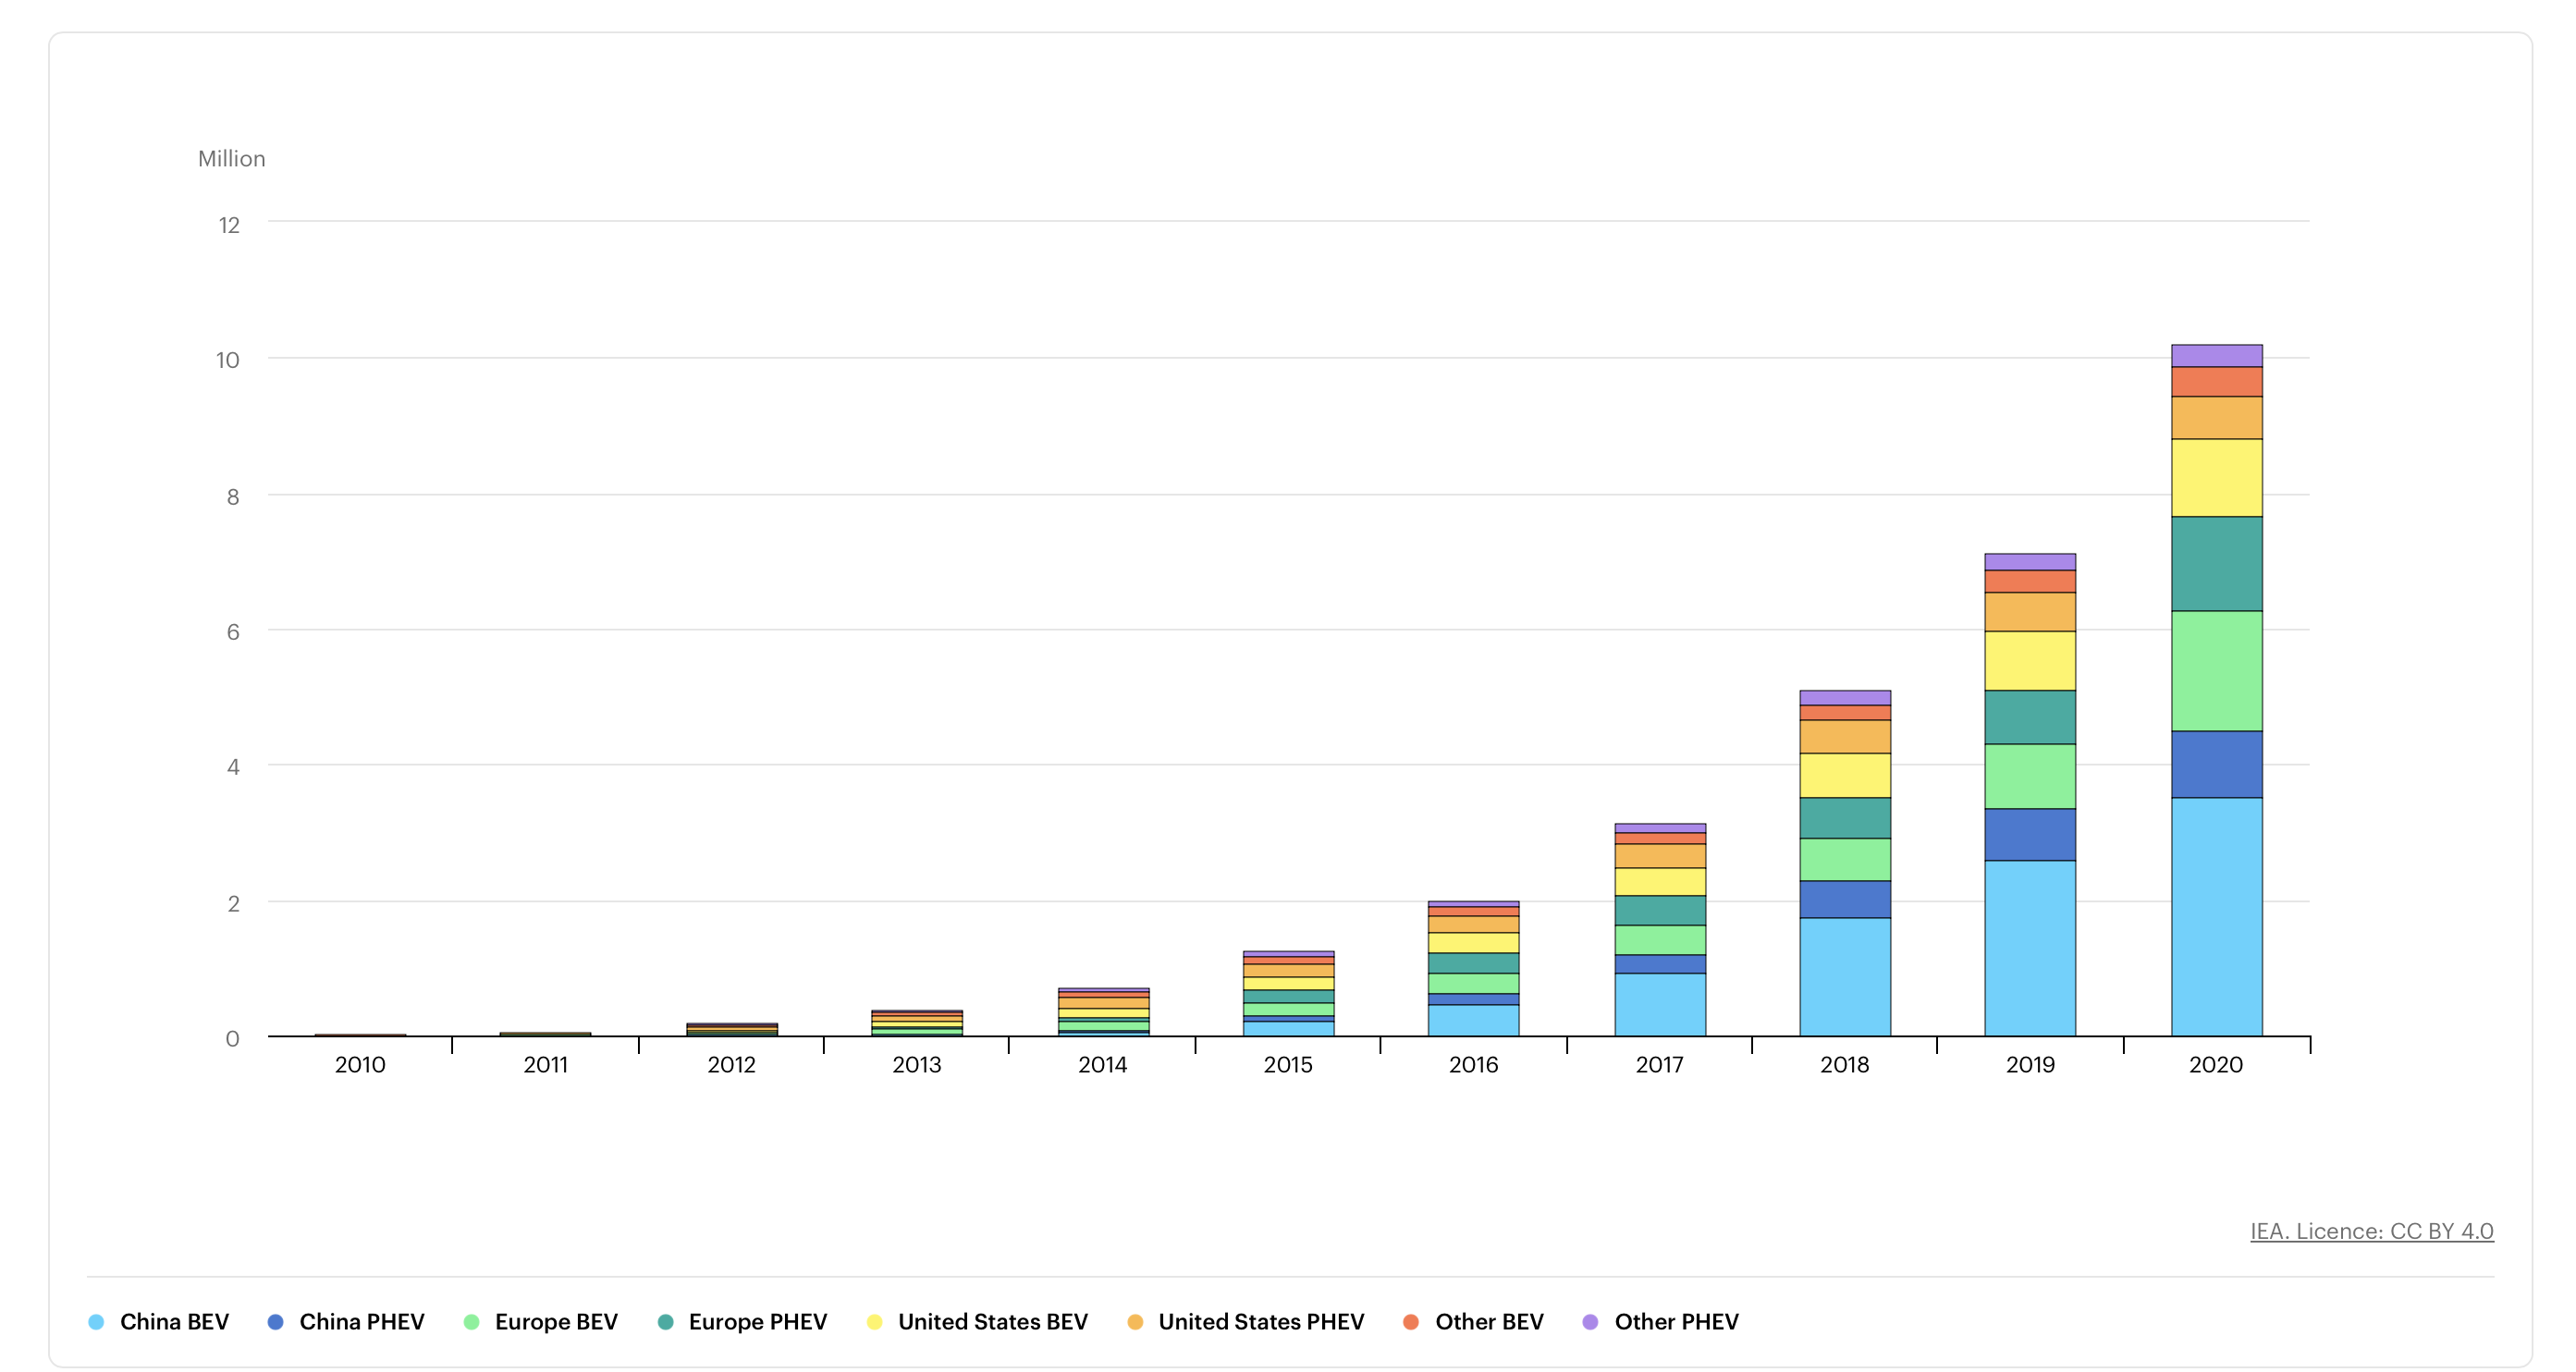 Million
12
10
8
6
4
2
0
2010 2011 2012 2013 2014 2015 2016 2017 2018 2019 2020
IEA. Licence: CC BY 4.0
China BEV China PHEV Europe BEV Europe PHEV United States BEV United States PHEV Other BEV Other PHEV